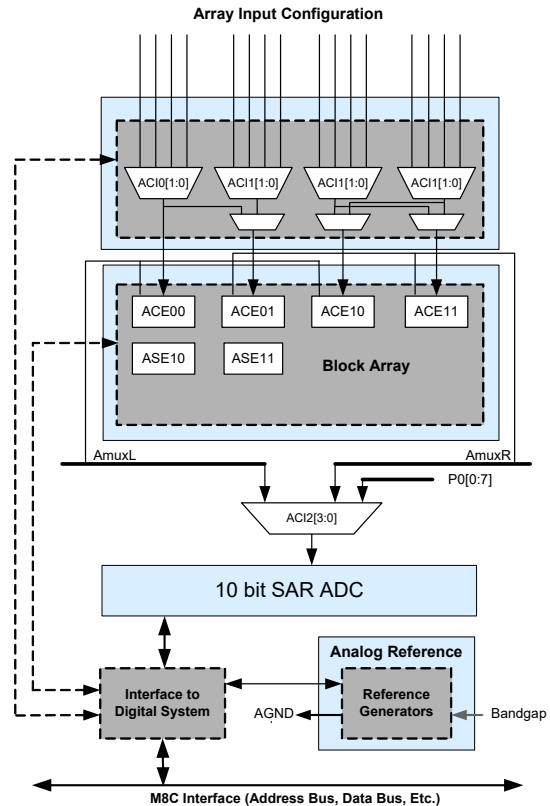 Array Input Configuration
ACI0[1:0]
ACI1[1:0]
ACI1[1:0]
ACI1[1:0]
ACE00
ACE01
ACE10
ACE11
ASE10
ASE11
Block Array
AmuxL
AmuxR
P0[0:7]
ACI2[3:0]
10 bit SAR ADC
Analog Reference
Interface to
Digital System
Reference
Generators
AGND
Bandgap
M8C Interface (Address Bus, Data Bus, Etc.)